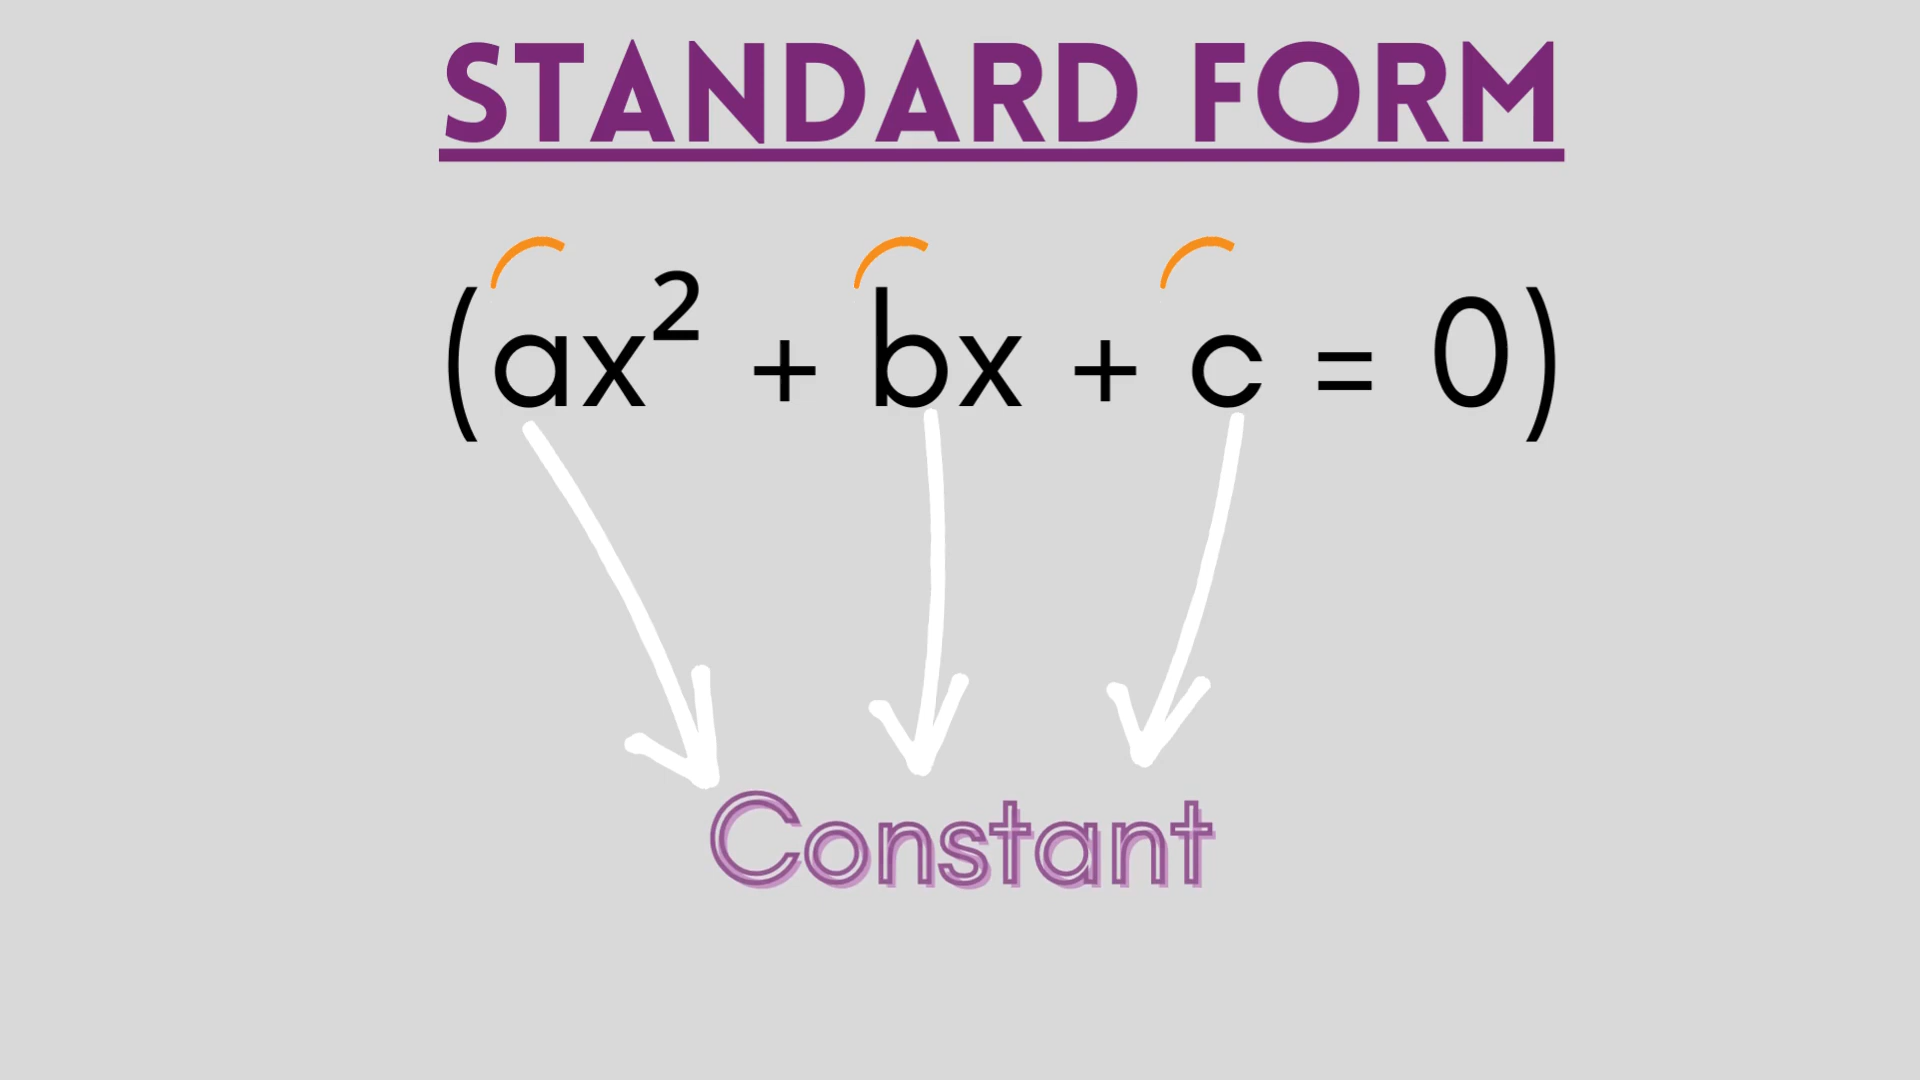 STANDARD FORM
(ax² + bx + c = 0)
Constant